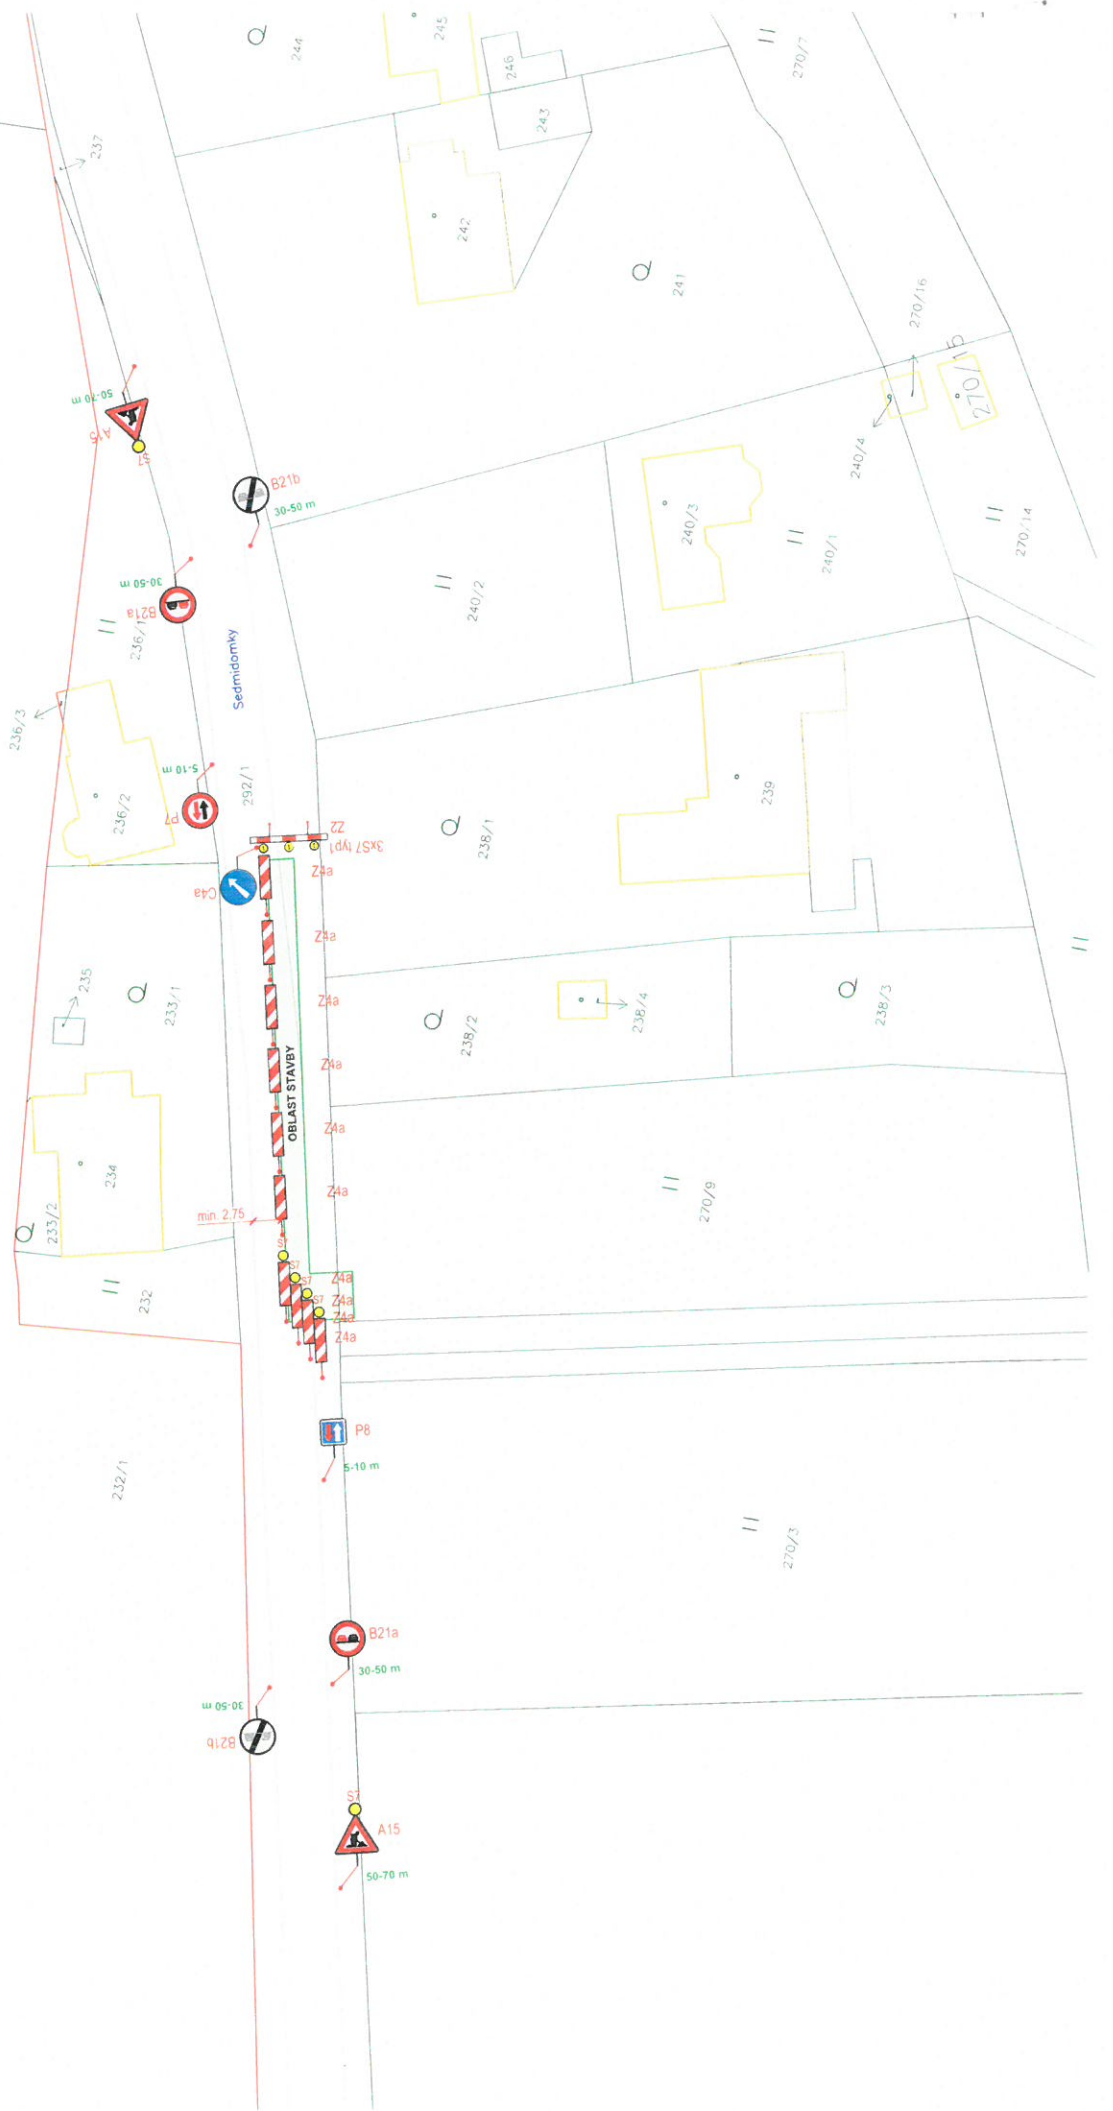 244
245
246
243
270/7
237
242
241
270/16
50-70 m
A15
S7
270/15
240/4
B21b
30-50 m
240/3
240/1
270/14
30-50 m
B21a
236/1
240/2
Sedmidomky
236/3
5-10 m
P7
292/1
236/2
239
238/1
Z2
3xS7 typ1
C4a
Z4a
Z4a
235
233/1
Z4a
238/2
238/4
238/3
Z4a
OBLAST STAVBY
Z4a
234
Z4a
270/9
233/2
min. 2.75
S7
S7
S7
S7
Z4a
Z4a
Z4a
Z4a
232
P8
5-10 m
232/1
270/3
B21a
30-50 m
30-50 m
B21b
S7
A15
50-70 m